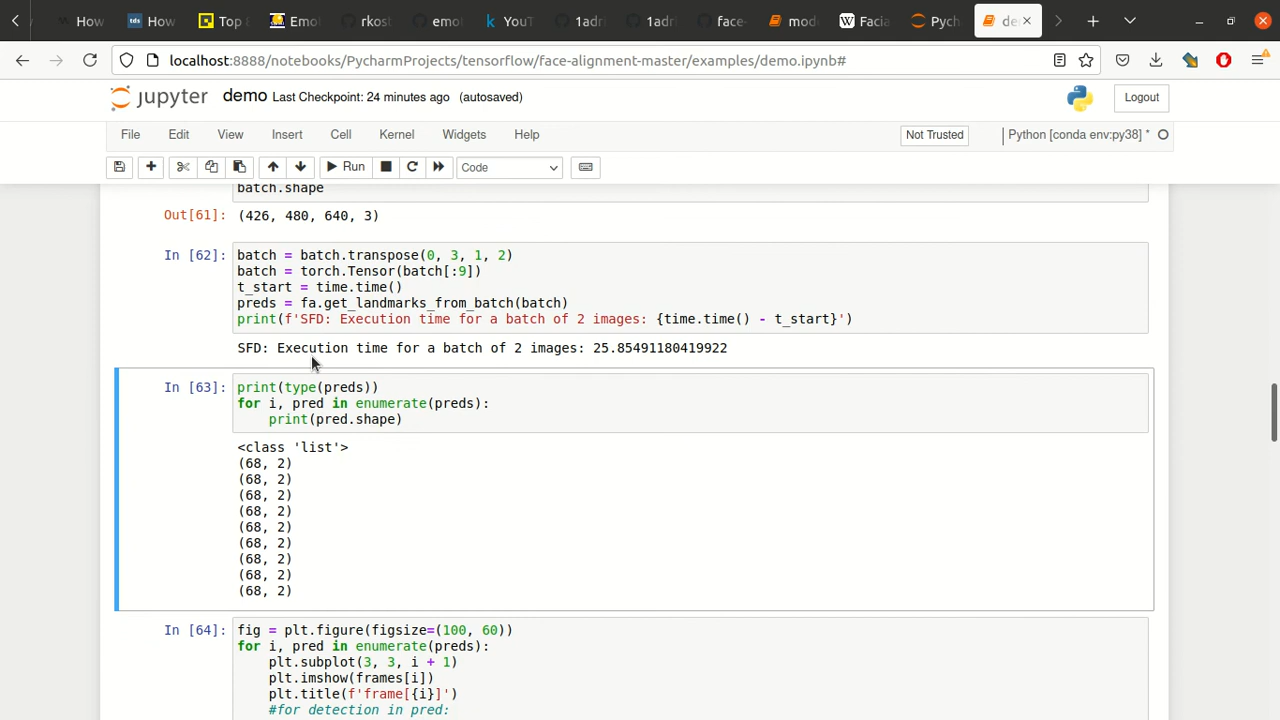 How
How
Top 8
Emot
rkos
emo
YouT
1adri
1adri
face-
mod
Facia
Pych
de
localhost:8888/notebooks/PycharmProjects/tensorflow/face-alignment-master/examples/demo.ipynb#
jupyter demo Last Checkpoint: 24 minutes ago (autosaved)
Logout
File Edit View Insert Cell Kernel Widgets Help
Not Trusted
Python [conda env:py38] *
Run
Code
batch.shape
Out[61]: (426, 480, 640, 3)
In [62]: batch = batch.transpose(0, 3, 1, 2)
batch = torch.Tensor(batch[:9])
t_start = time.time()
preds = fa.get_landmarks_from_batch(batch)
print(f'SFD: Execution time for a batch of 2 images: {time.time() - t_start}')
SFD: Execution time for a batch of 2 images: 25.85491180419922
In [63]: print(type(preds))
for i, pred in enumerate(preds):
print(pred.shape)
<class 'list'>
(68, 2)
(68, 2)
(68, 2)
(68, 2)
(68, 2)
(68, 2)
(68, 2)
(68, 2)
(68, 2)
In [64]: fig = plt.figure(figsize=(100, 60))
for i, pred in enumerate(preds):
plt.subplot(3, 3, i + 1)
plt.imshow(frames[i])
plt.title(f'frame[{i}]')
#for detection in pred: